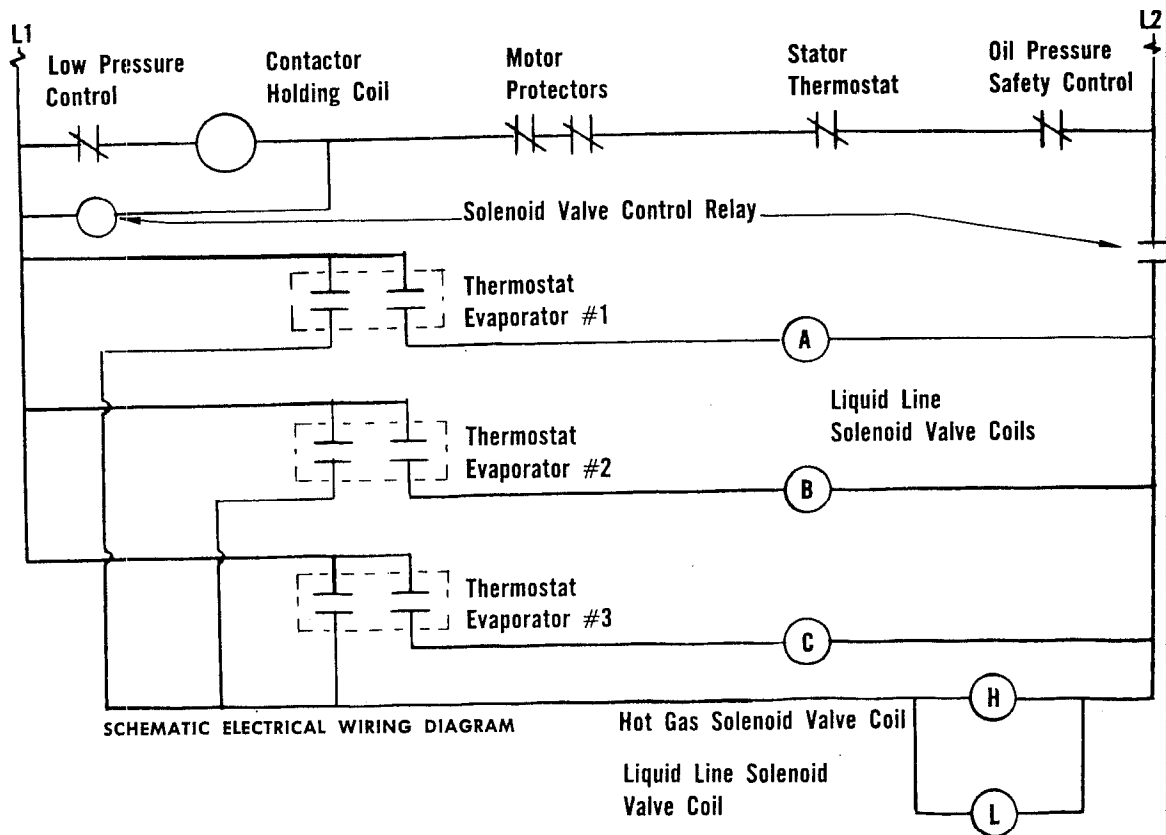 L1
L2
Low Pressure
Control
Contactor
Holding Coil
Motor
Protectors
Stator
Thermostat
Oil Pressure
Safety Control
Solenoid Valve Control Relay
Thermostat
Evaporator #1
A
Liquid Line
Solenoid Valve Coils
Thermostat
Evaporator #2
B
Thermostat
Evaporator #3
C
H
SCHEMATIC ELECTRICAL WIRING DIAGRAM
Hot Gas Solenoid Valve Coil
Liquid Line Solenoid
Valve Coil
L